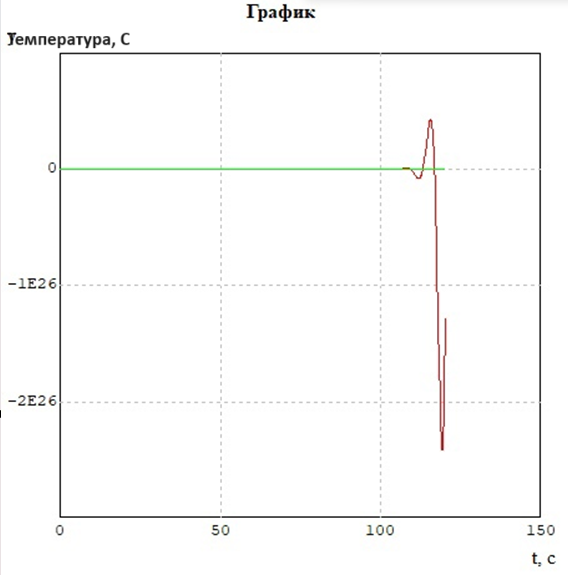 График
Температура, С
0
-1E26
-2E26
0 50 100 150
t, с